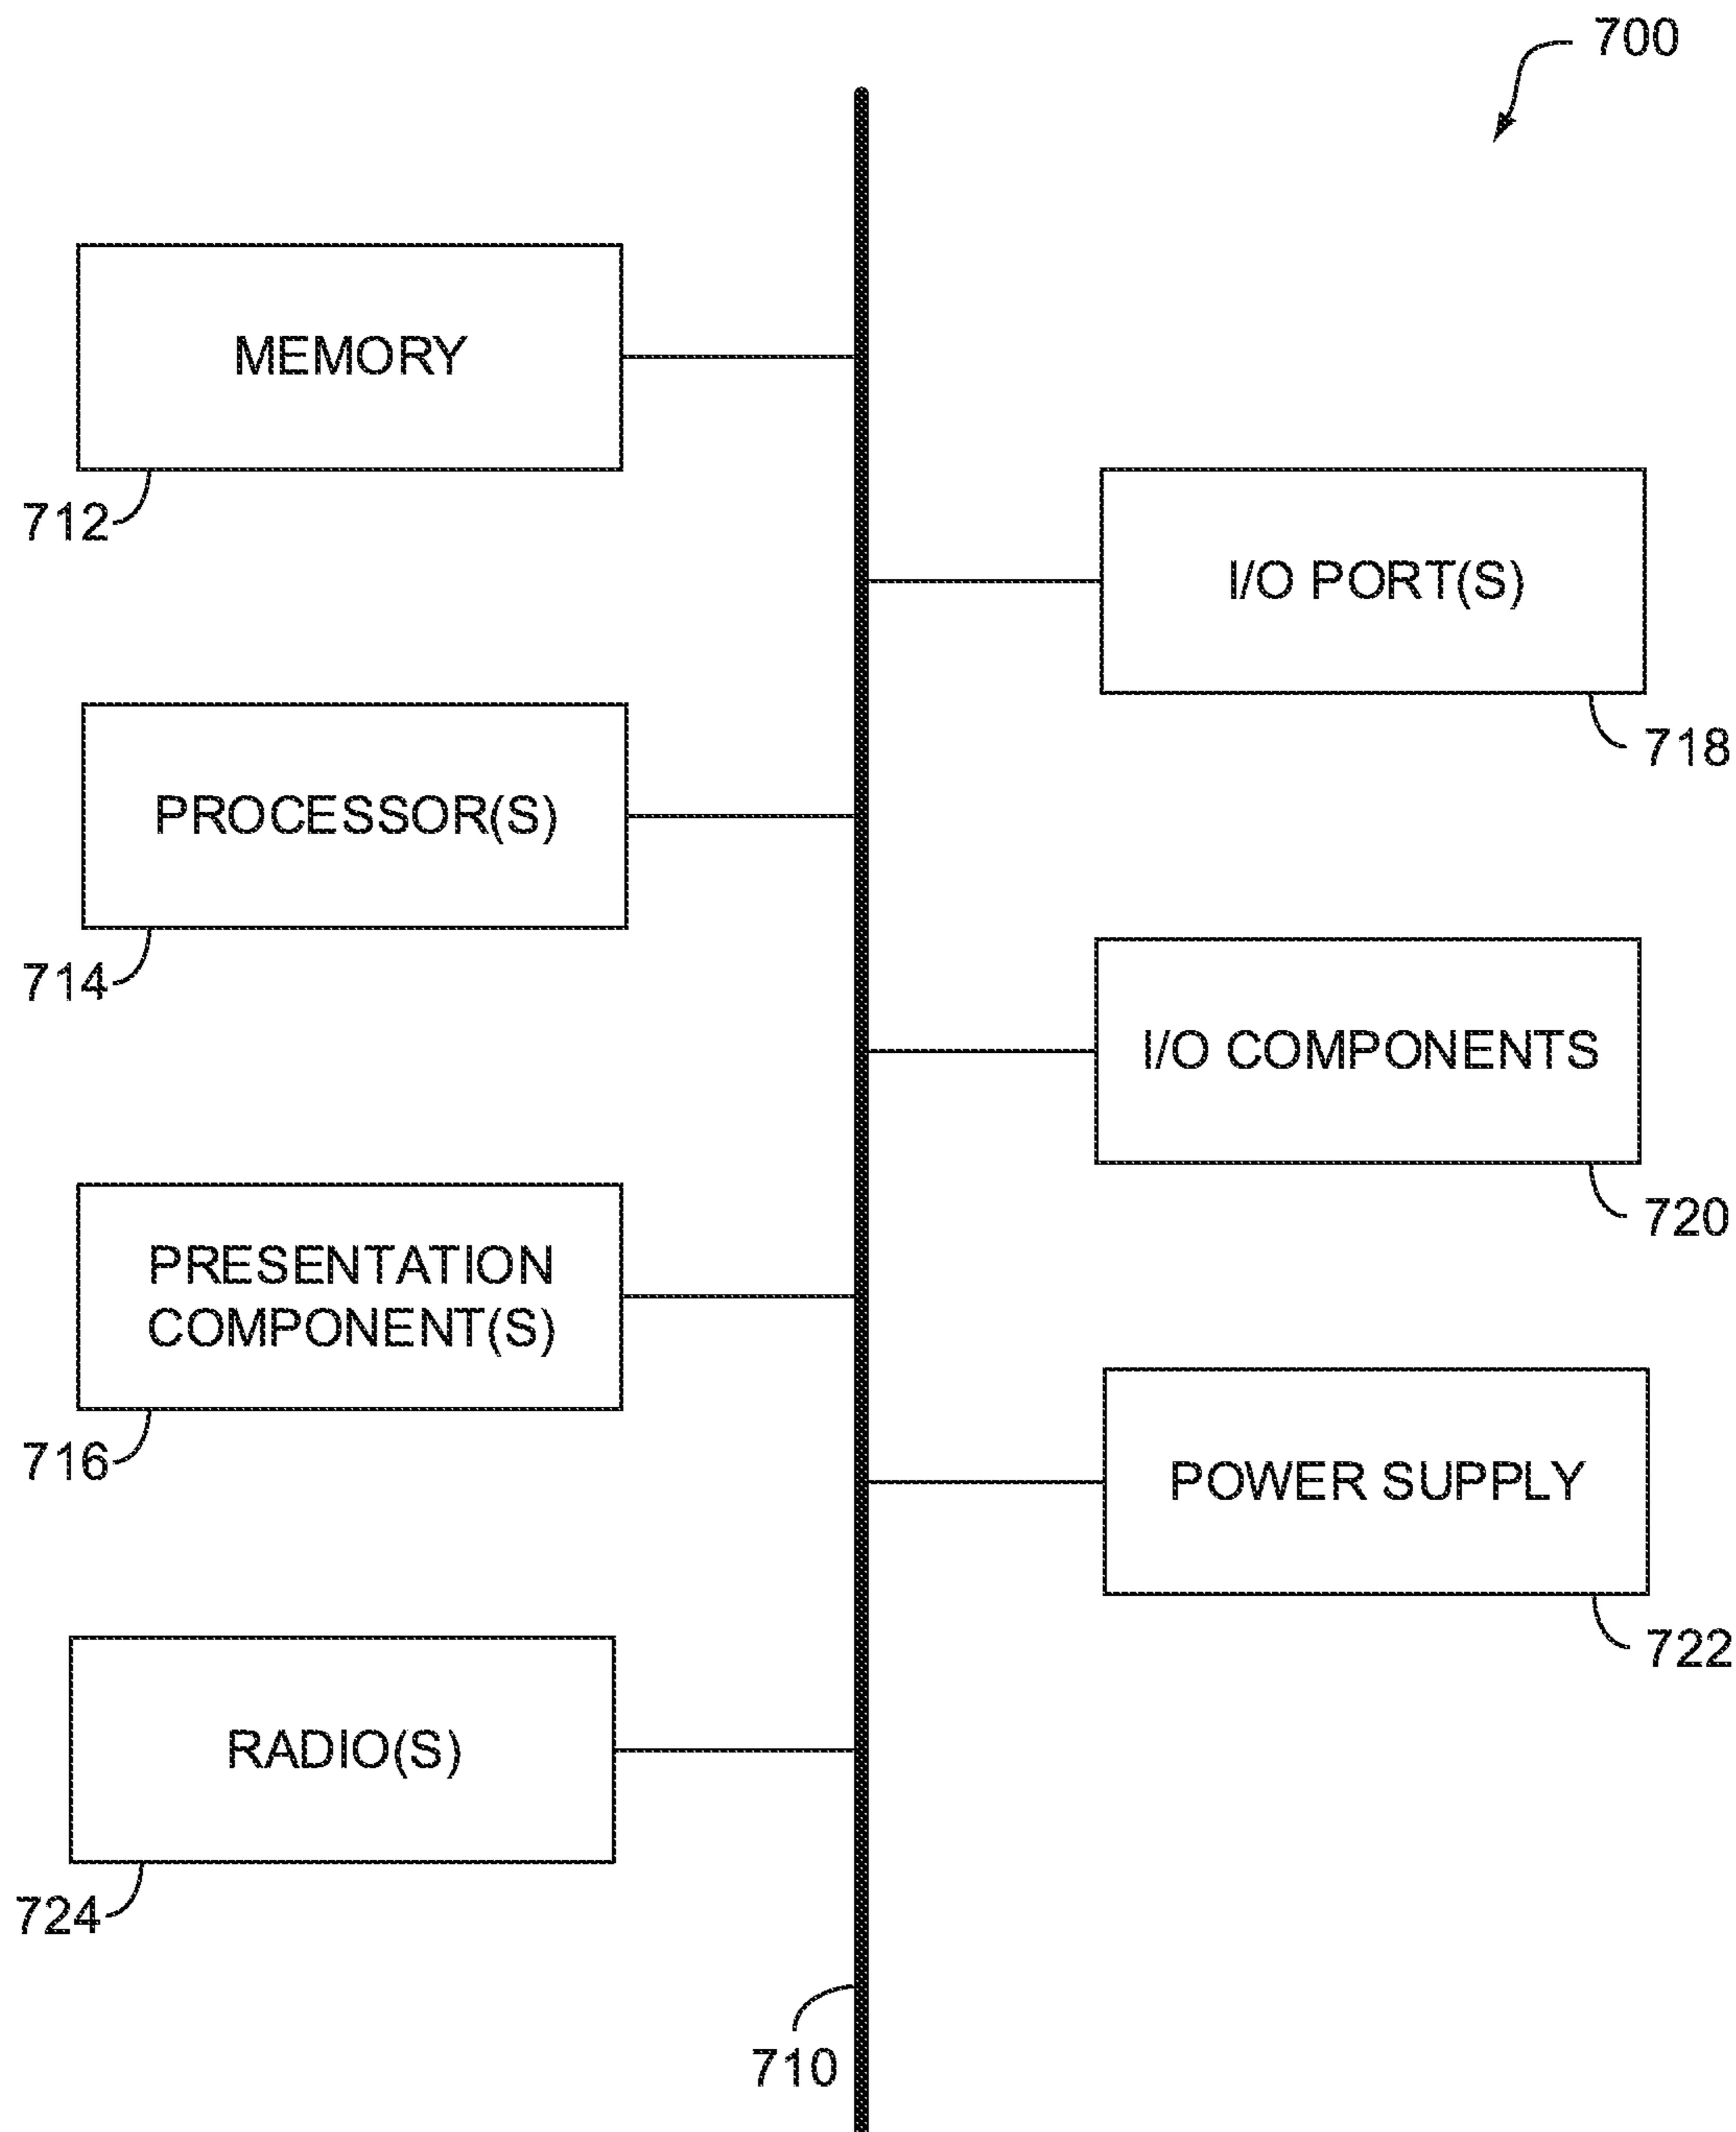 700
MEMORY
712
I/O PORT(S)
718
PROCESSOR(S)
714
I/O COMPONENTS
720
PRESENTATION
COMPONENT(S)
716
POWER SUPPLY
722
RADIO(S)
724
710